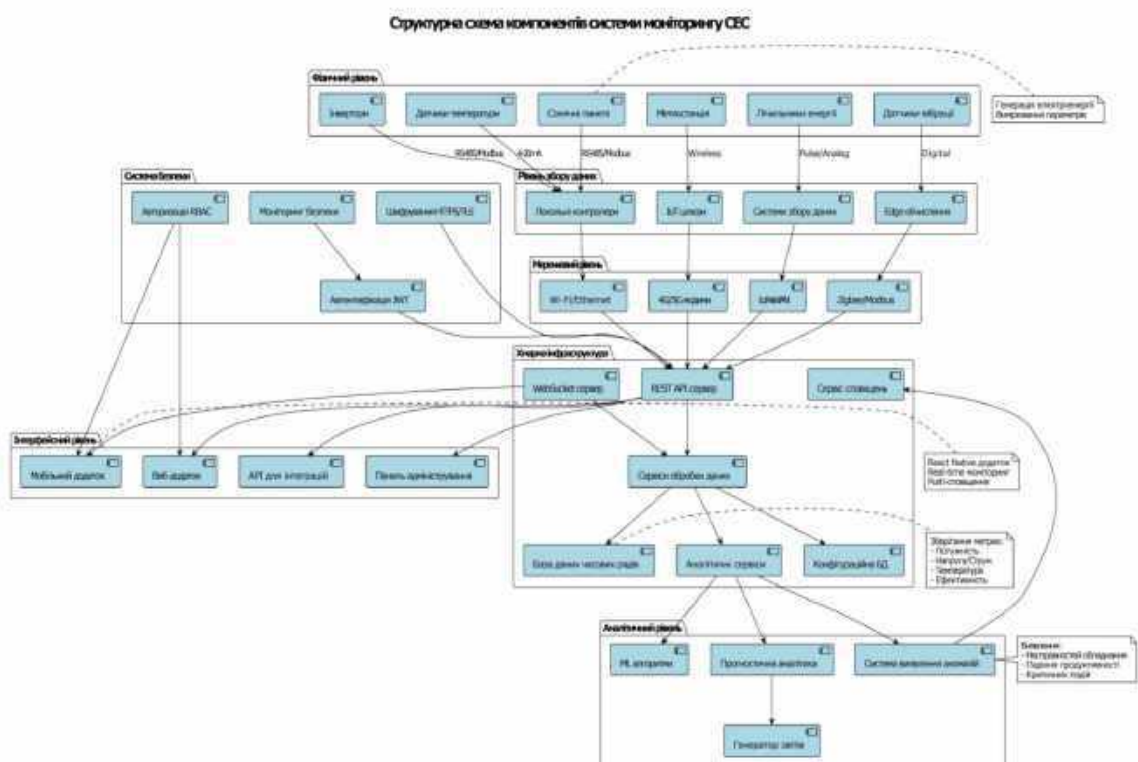 Структурна схема компонентів системи моніторингу СЕС
Фізичний рівень
Інвертори
Датчики температури
Сонячні панелі
Метеостанція
Лічильники енергії
Датчики вібрації
Генерація електроенергії
Вимірювання параметрів
RS485/Modbus
4-20mA
RS485/Modbus
Wireless
Pulse/Analog
Digital
Система безпеки
Авторизація RBAC
Моніторинг безпеки
Шифрування HTTPS/TLS
Автентифікація JWT
Рівень збору даних
Локальні контролери
IoT шлюзи
Системи збору даних
Edge обчислення
Мережевий рівень
Wi-Fi/Ethernet
4G/5G модеми
LoRaWAN
Zigbee/Modbus
Хмарна інфраструктура
WebSocket сервер
REST API сервер
Сервіс сповіщень
Інтерфейсний рівень
Мобільний додаток
Веб-додаток
API для інтеграцій
Панель адміністрування
Сервіси обробки даних
React Native додаток
Real-time моніторинг
Push-сповіщення
База даних часових рядів
Аналітичні сервіси
Конфігураційна БД
Зберігання метрик:
- Потужність
- Напруга/Струм
- Температура
- Ефективність
Аналітичний рівень
ML алгоритми
Прогностична аналітика
Система виявлення аномалій
Виявлення:
- Несправностей обладнання
- Падіння продуктивності
- Критичних подій
Генератор звітів